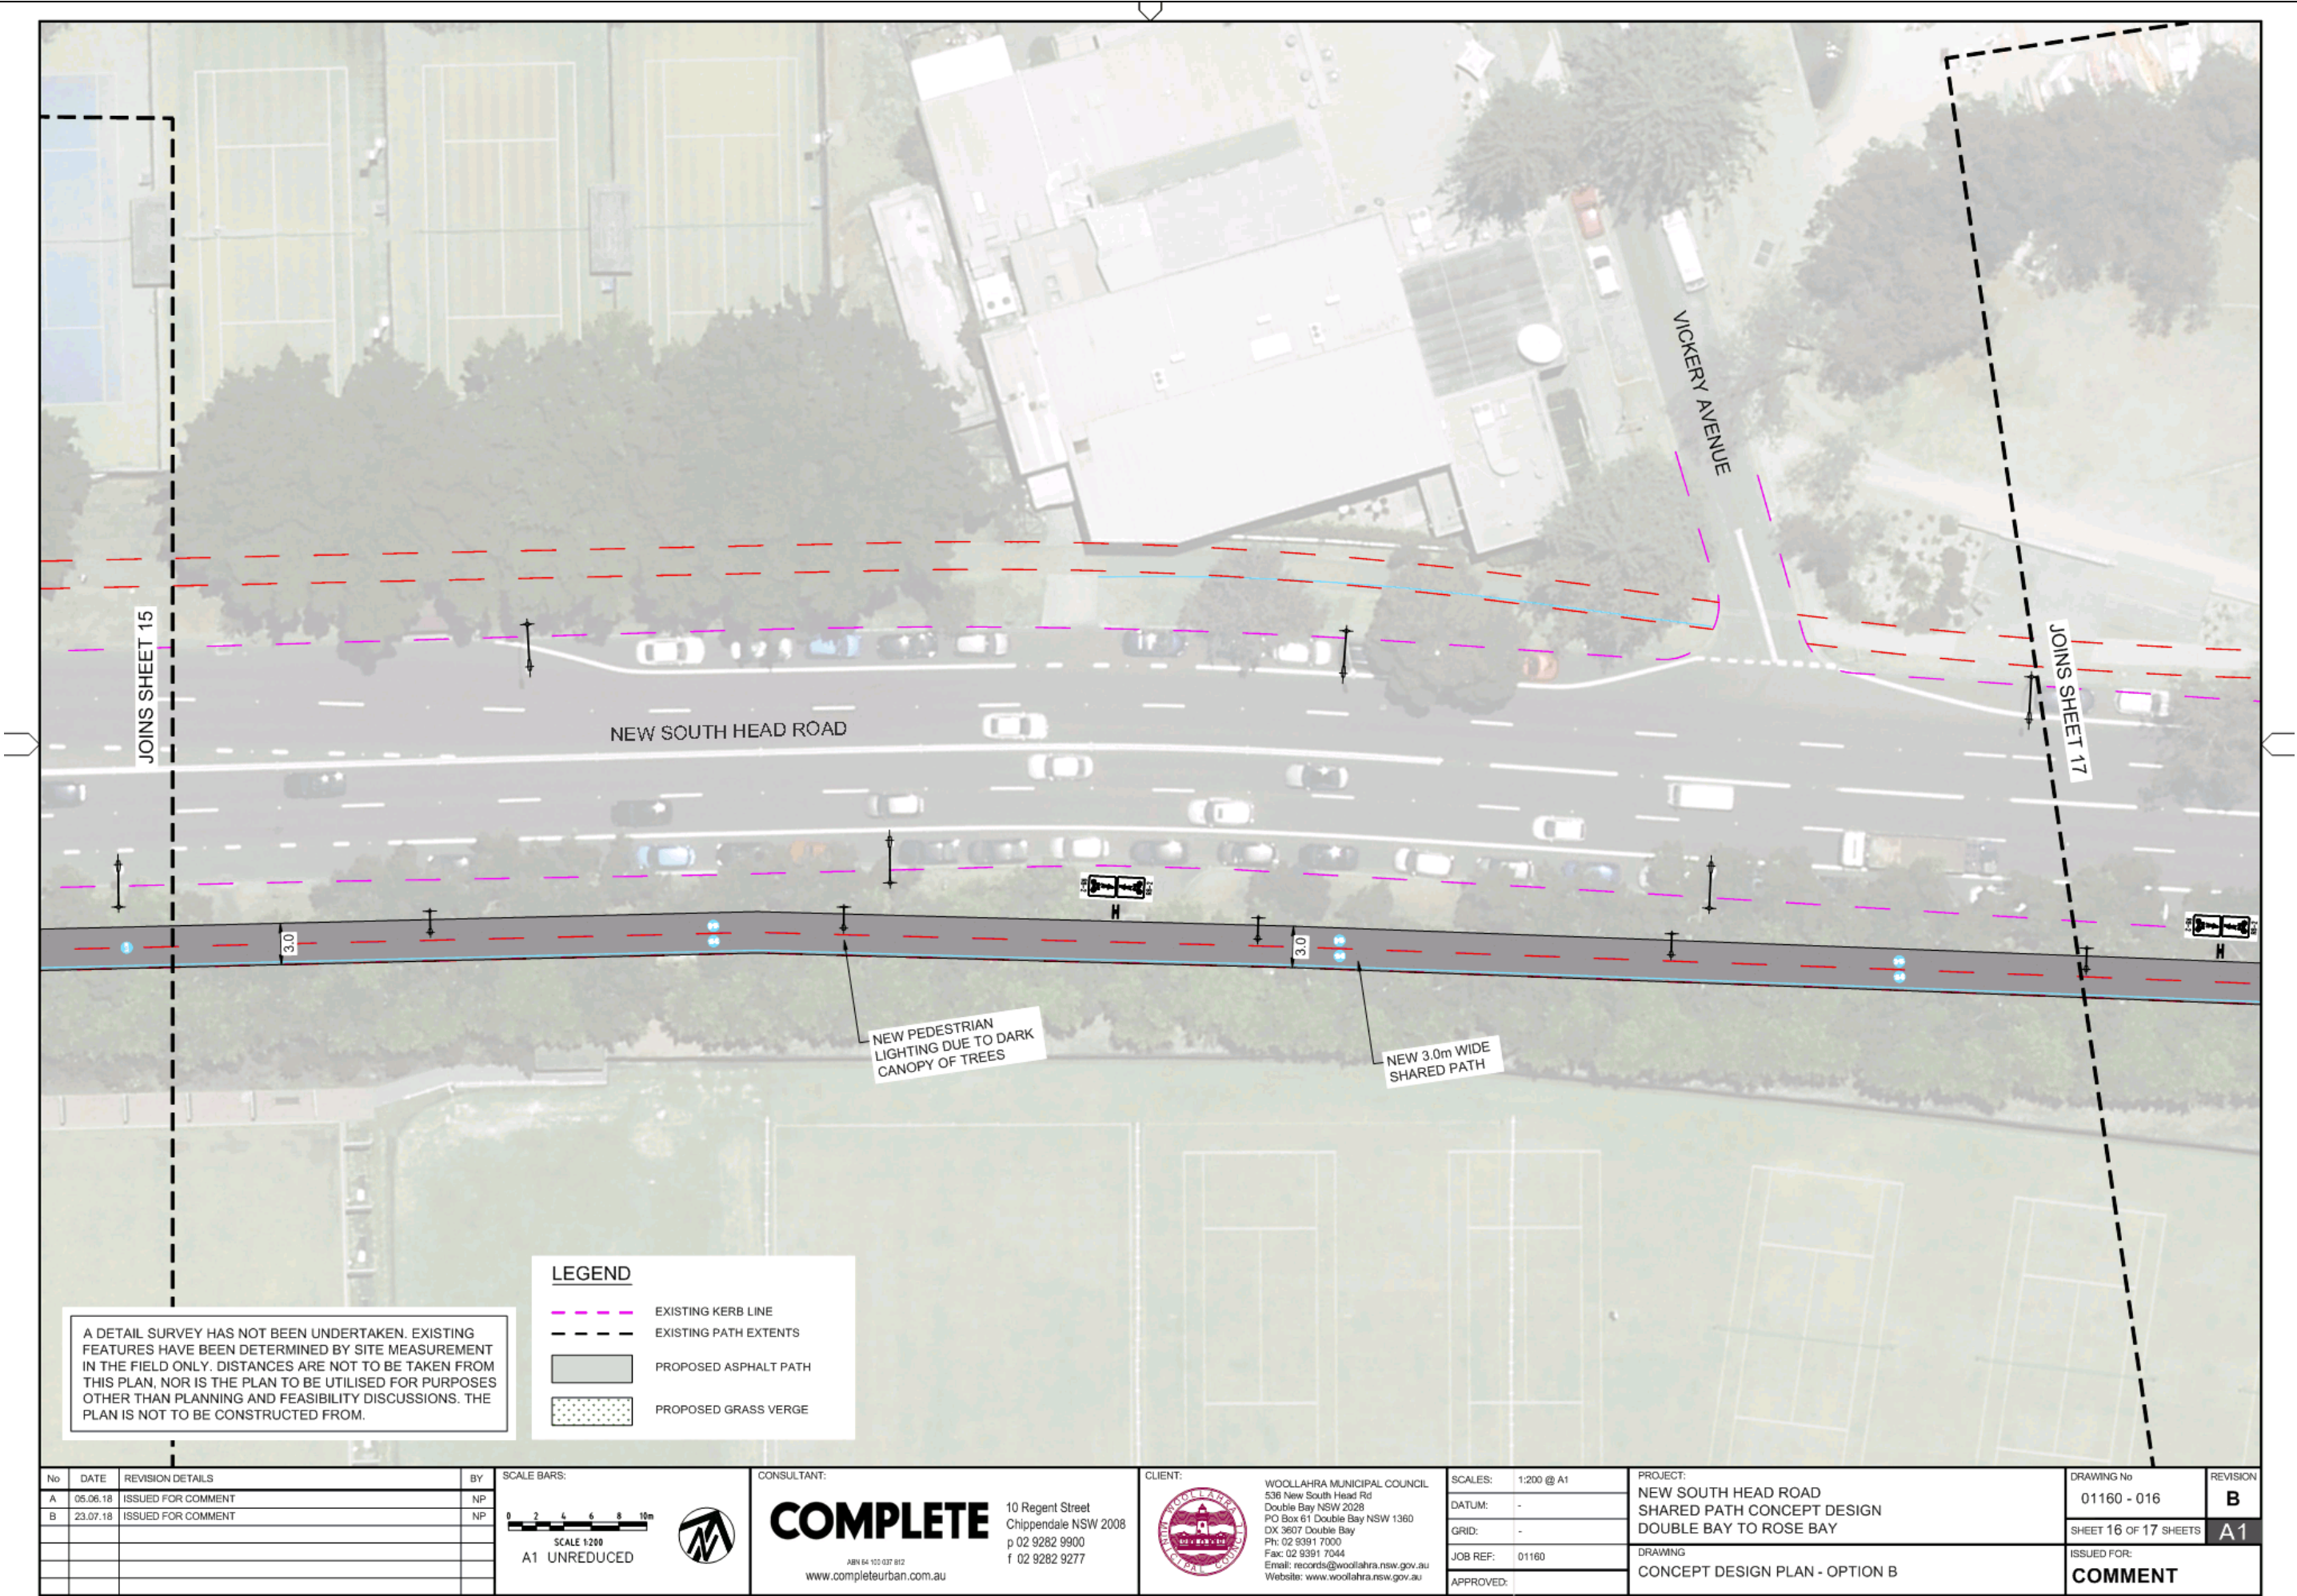 VICKERY AVENUE
JOINS SHEET 15
JOINS SHEET 17
NEW SOUTH HEAD ROAD
3.0
3.0
NEW PEDESTRIAN
LIGHTING DUE TO DARK
CANOPY OF TREES
NEW 3.0m WIDE
SHARED PATH
LEGEND
EXISTING KERB LINE
EXISTING PATH EXTENTS
PROPOSED ASPHALT PATH
PROPOSED GRASS VERGE
A DETAIL SURVEY HAS NOT BEEN UNDERTAKEN. EXISTING
FEATURES HAVE BEEN DETERMINED BY SITE MEASUREMENT
IN THE FIELD ONLY. DISTANCES ARE NOT TO BE TAKEN FROM
THIS PLAN, NOR IS THE PLAN TO BE UTILISED FOR PURPOSES
OTHER THAN PLANNING AND FEASIBILITY DISCUSSIONS. THE
PLAN IS NOT TO BE CONSTRUCTED FROM.
No DATE REVISION DETAILS BY
A 05.06.18 ISSUED FOR COMMENT NP
B 23.07.18 ISSUED FOR COMMENT NP
SCALE BARS:
0 2 4 6 8 10m
SCALE 1:200
A1 UNREDUCED
CONSULTANT:
COMPLETE
ABN 64 100 037 812
www.completeurban.com.au
10 Regent Street
Chippendale NSW 2008
p 02 9282 9900
f 02 9282 9277
CLIENT:
WOOLLAHRA MUNICIPAL COUNCIL
WOOLLAHRA MUNICIPAL COUNCIL
536 New South Head Rd
Double Bay NSW 2028
PO Box 61 Double Bay NSW 1360
DX 3607 Double Bay
Ph: 02 9391 7000
Fax: 02 9391 7044
Email: records@woollahra.nsw.gov.au
Website: www.woollahra.nsw.gov.au
SCALES: 1:200 @ A1
DATUM: -
GRID: -
JOB REF: 01160
APPROVED:
PROJECT:
NEW SOUTH HEAD ROAD
SHARED PATH CONCEPT DESIGN
DOUBLE BAY TO ROSE BAY
DRAWING
CONCEPT DESIGN PLAN - OPTION B
DRAWING No
01160 - 016
REVISION
B
SHEET 16 OF 17 SHEETS
A1
ISSUED FOR:
COMMENT